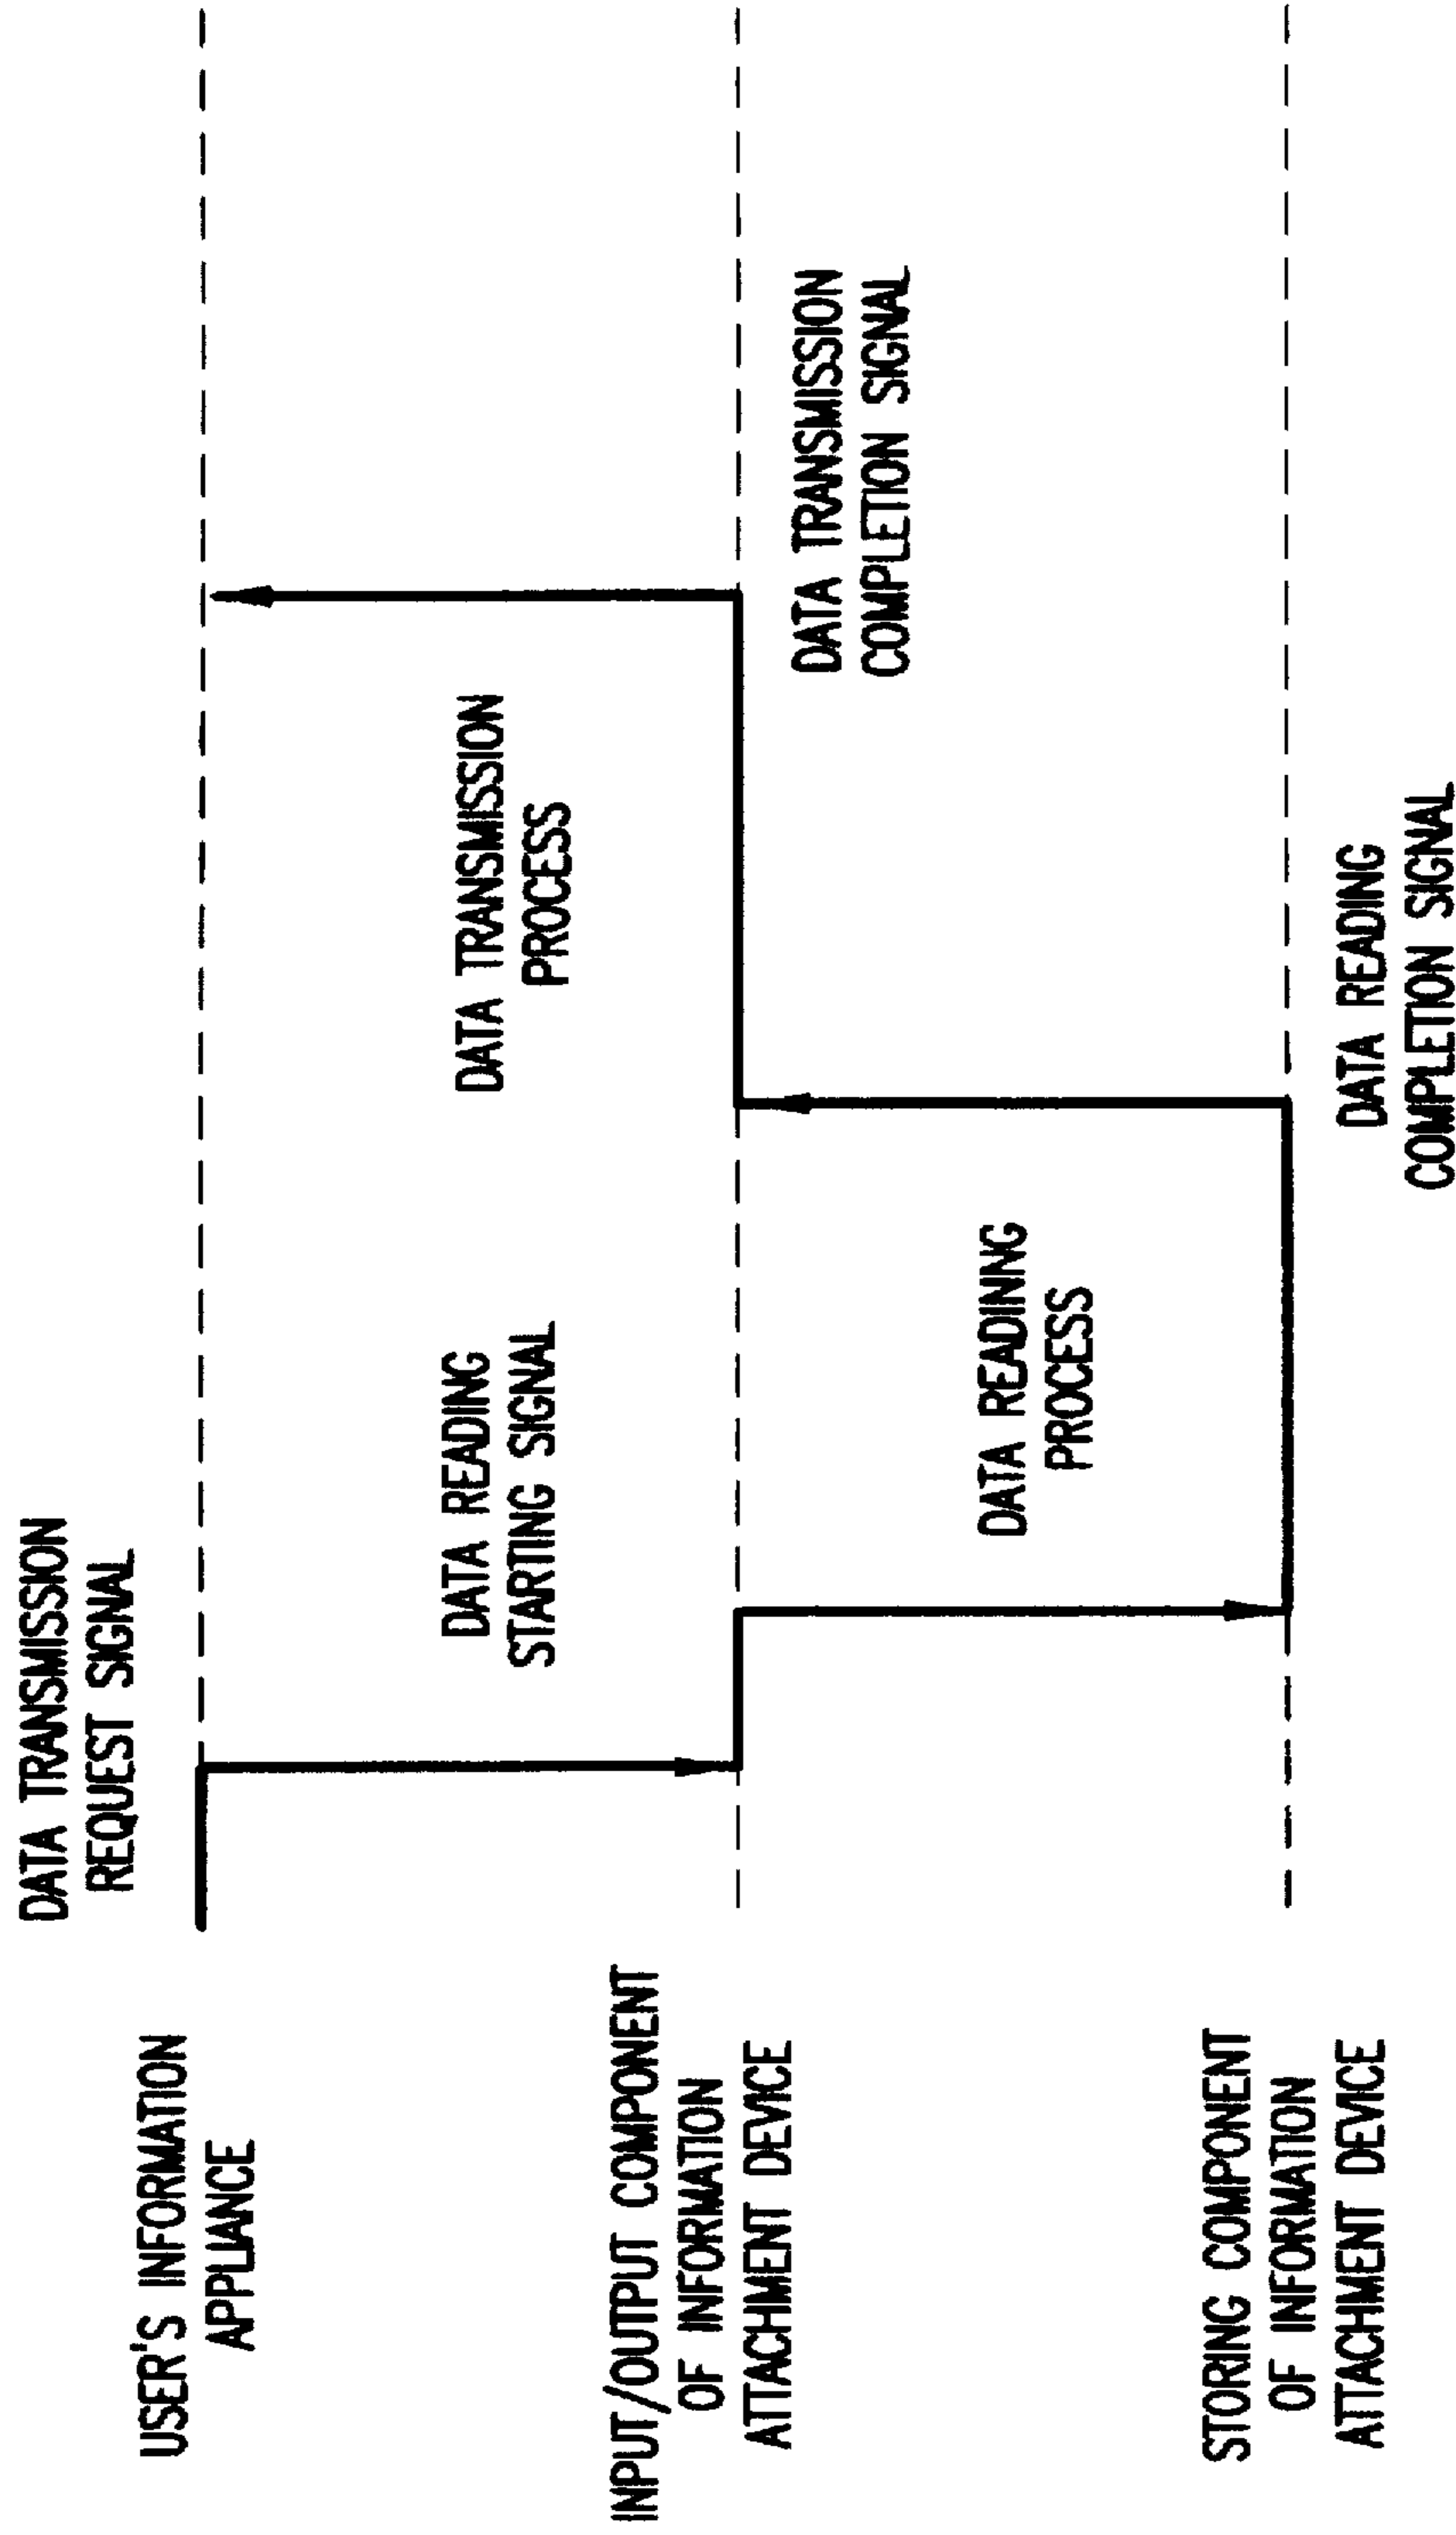 DATA TRANSMISSION
REQUEST SIGNAL
USER'S INFORMATION
APPLIANCE
DATA READING
STARTING SIGNAL
DATA TRANSMISSION
PROCESS
INPUT/OUTPUT COMPONENT
OF INFORMATION
ATTACHMENT DEVICE
DATA TRANSMISSION
COMPLETION SIGNAL
DATA READINNG
PROCESS
STORING COMPONENT
OF INFORMATION
ATTACHMENT DEVICE
DATA READING
COMPLETION SIGNAL